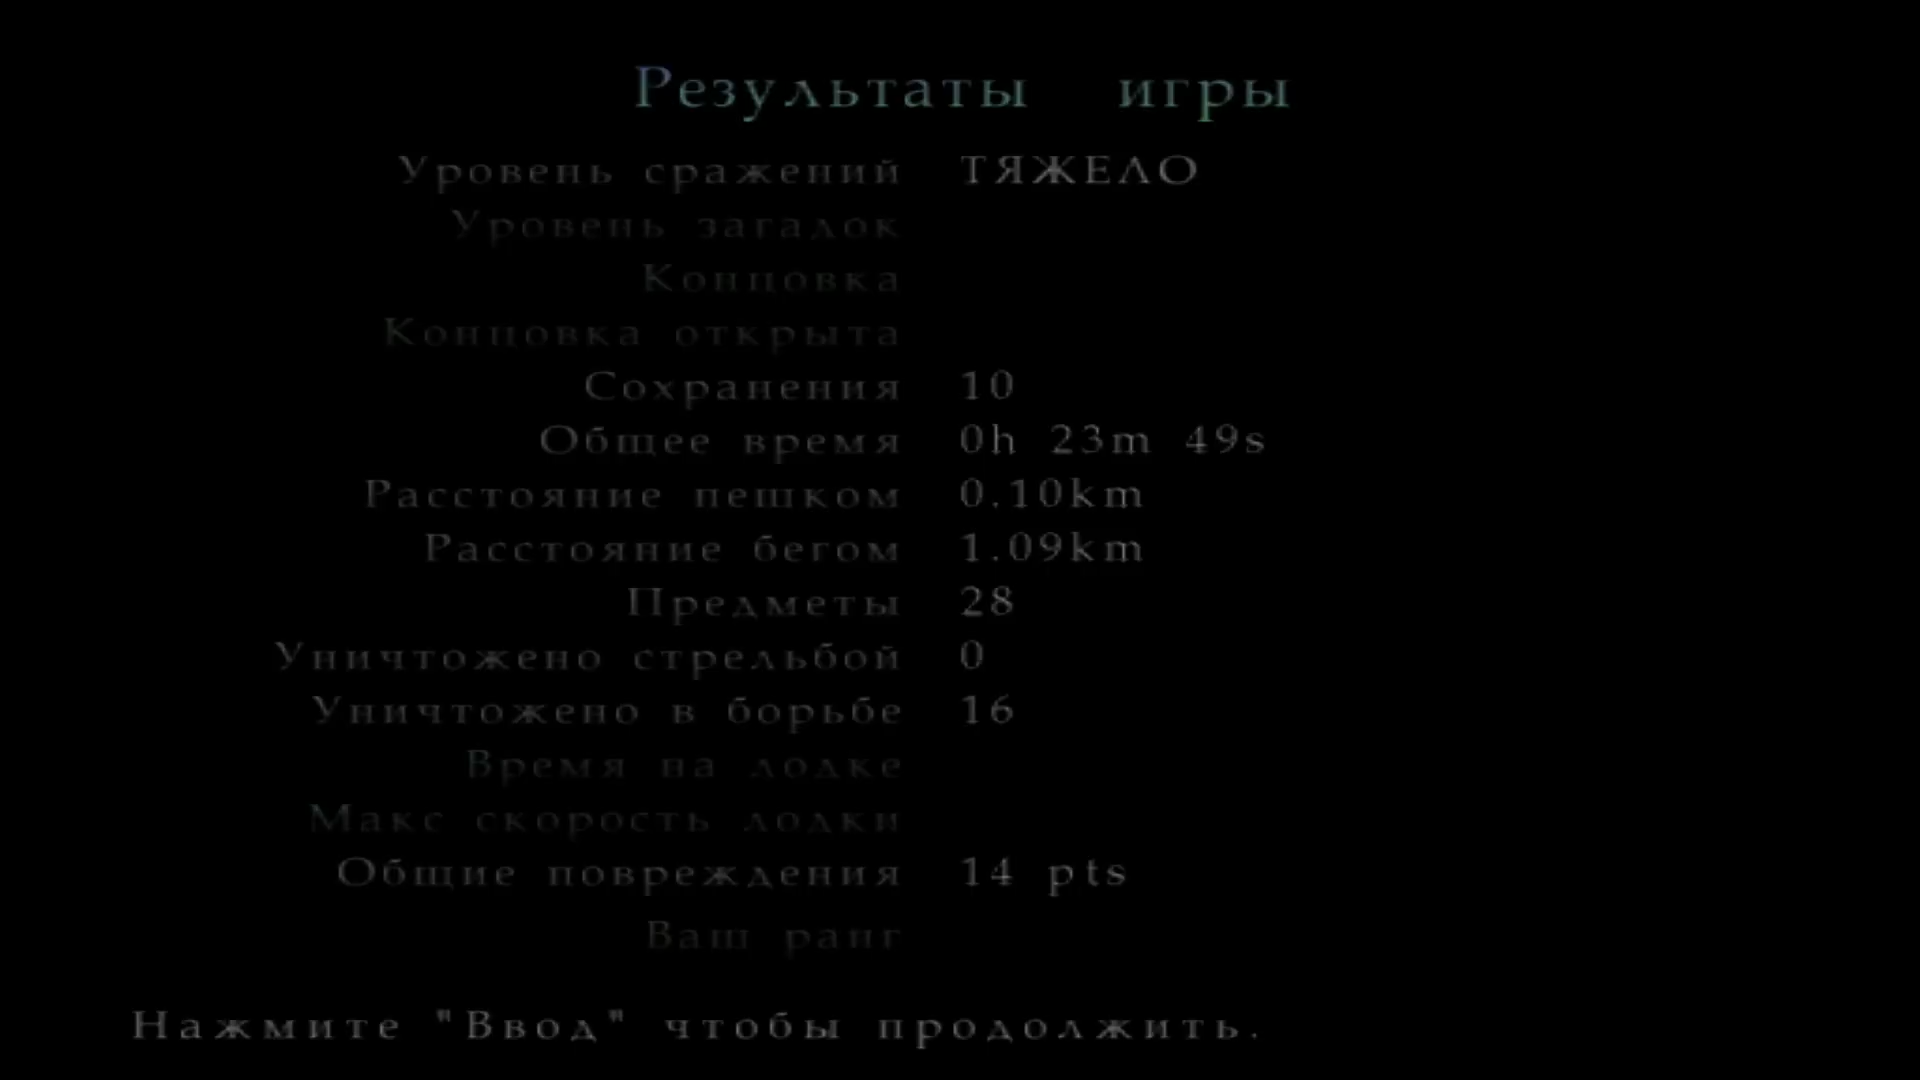 Результаты игры
Уровень сражений ТЯЖЕЛО
Уровень загадок
Концовка
Концовка открыта
Сохранения 10
Общее время 0h 23m 49s
Расстояние пешком 0.10km
Расстояние бегом 1.09km
Предметы 28
Уничтожено стрельбой 0
Уничтожено в борьбе 16
Время на лодке
Макс скорость лодки
Общие повреждения 14 pts
Ваш ранг
Нажмите "Ввод" чтобы продолжить.